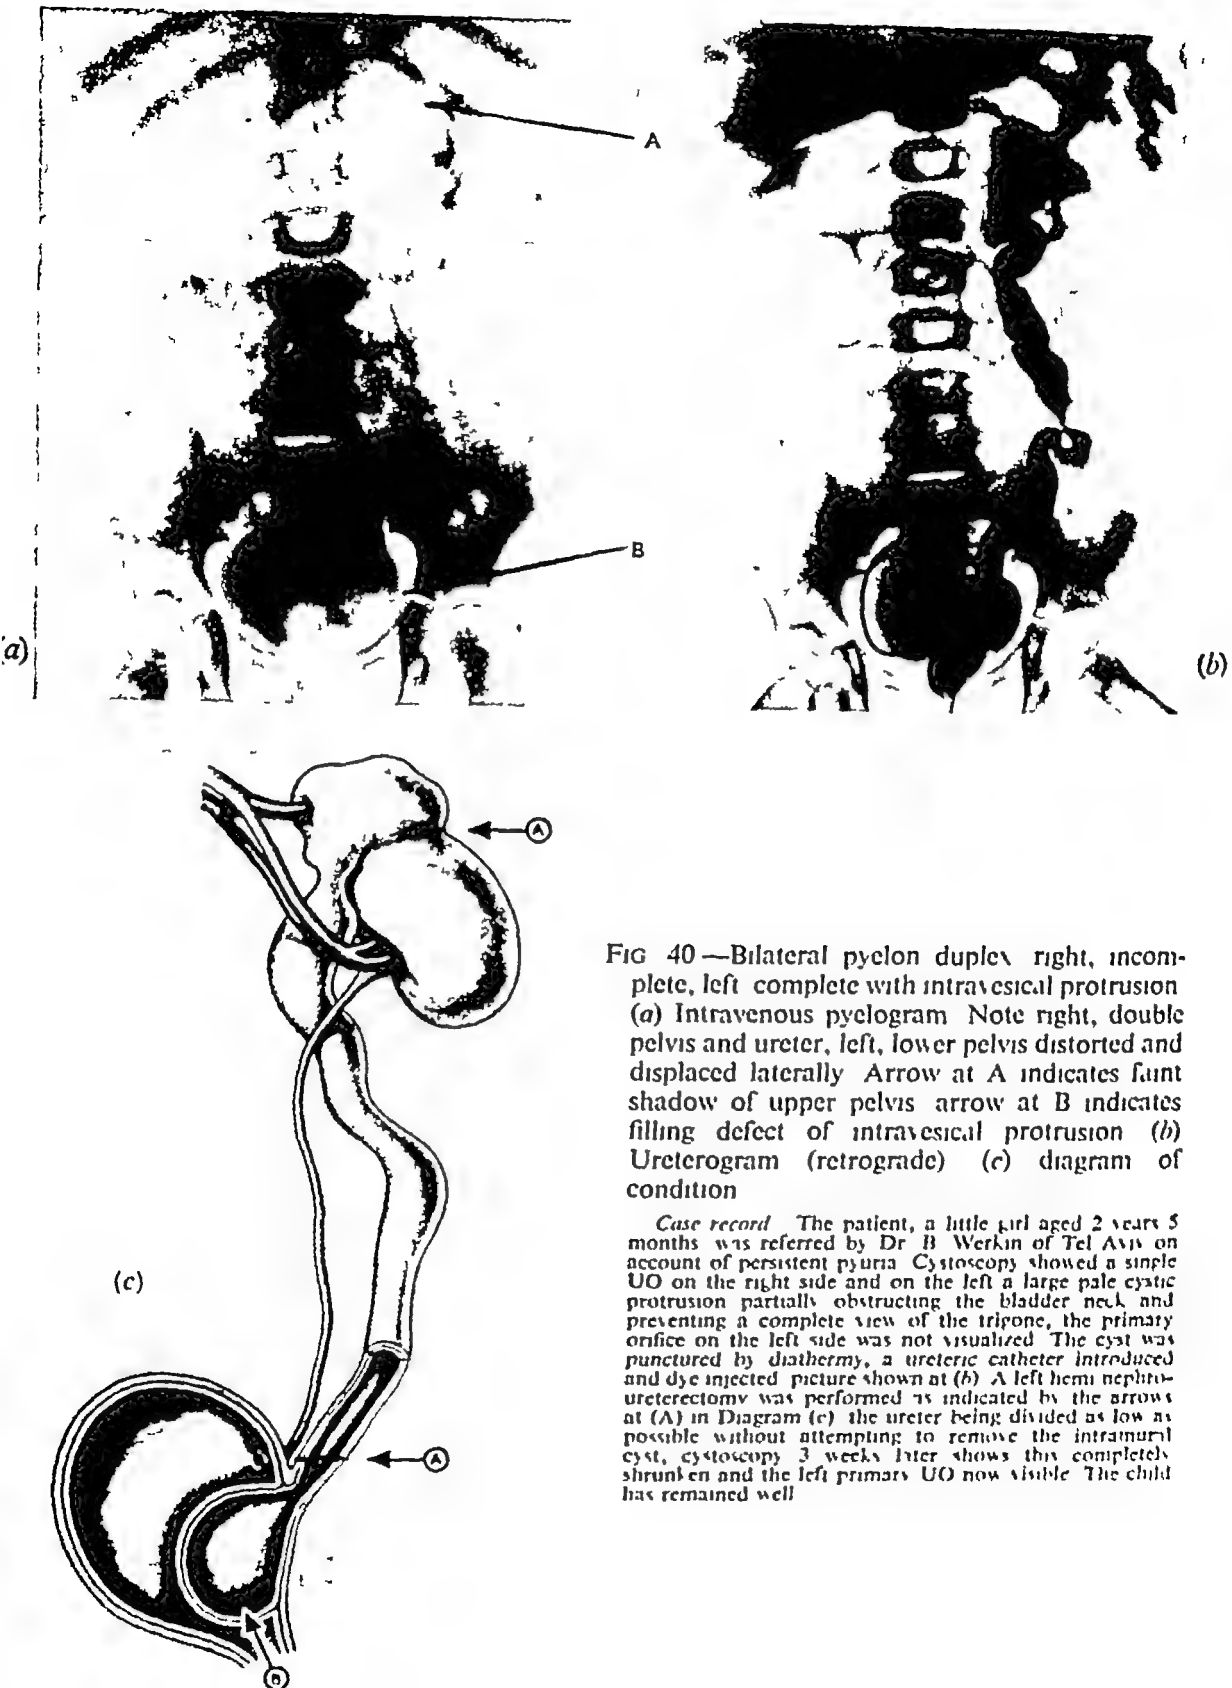 A
B
(a)
(b)
A
(c)
A
B
FIG 40—Bilateral pyelon duplex right, incom-
plete, left complete with intravesical protrusion
(a) Intravenous pyelogram Note right, double
pelvis and ureter, left, lower pelvis distorted and
displaced laterally Arrow at A indicates faint
shadow of upper pelvis arrow at B indicates
filling defect of intravesical protrusion (b)
Ureterogram (retrograde) (c) diagram of
condition
Case record The patient, a little girl aged 2 years 5
months was referred by Dr B Werkin of Tel Aviv on
account of persistent pyuria Cystoscopy showed a single
UO on the right side and on the left a large pale cystic
protrusion partially obstructing the bladder neck and
preventing a complete view of the trigone, the primary
orifice on the left side was not visualized The cyst was
punctured by diathermy, a ureteric catheter introduced
and dye injected picture shown at (b) A left hemi nephro-
ureterectomy was performed as indicated by the arrows
at (A) in Diagram (c) the ureter being divided as low as
possible without attempting to remove the intramural
cyst, cystoscopy 3 weeks later shows this completely
shrunken and the left primary UO now visible The child
has remained well